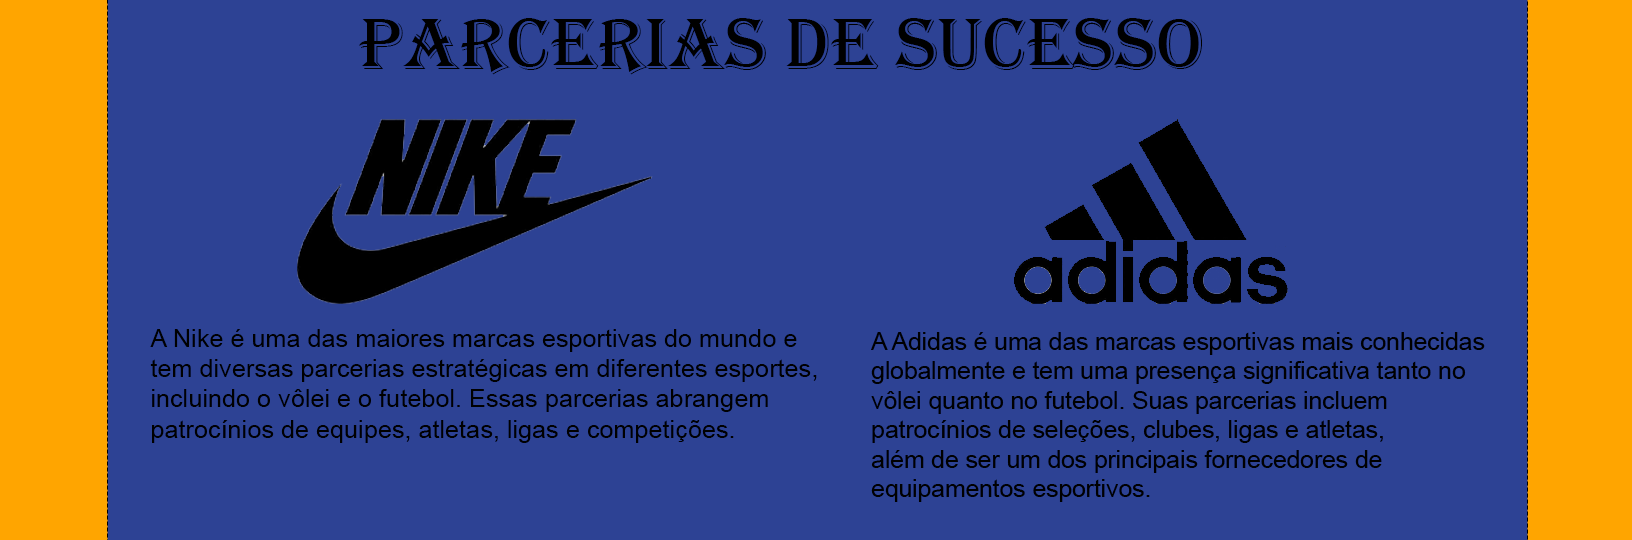 PARCERIAS DE SUCESSO
NIKE
A Nike é uma das maiores marcas esportivas do mundo e
tem diversas parcerias estratégicas em diferentes esportes,
incluindo o vôlei e o futebol. Essas parcerias abrangem
patrocínios de equipes, atletas, ligas e competições.
adidas
A Adidas é uma das marcas esportivas mais conhecidas
globalmente e tem uma presença significativa tanto no
vôlei quanto no futebol. Suas parcerias incluem
patrocínios de seleções, clubes, ligas e atletas,
além de ser um dos principais fornecedores de
equipamentos esportivos.